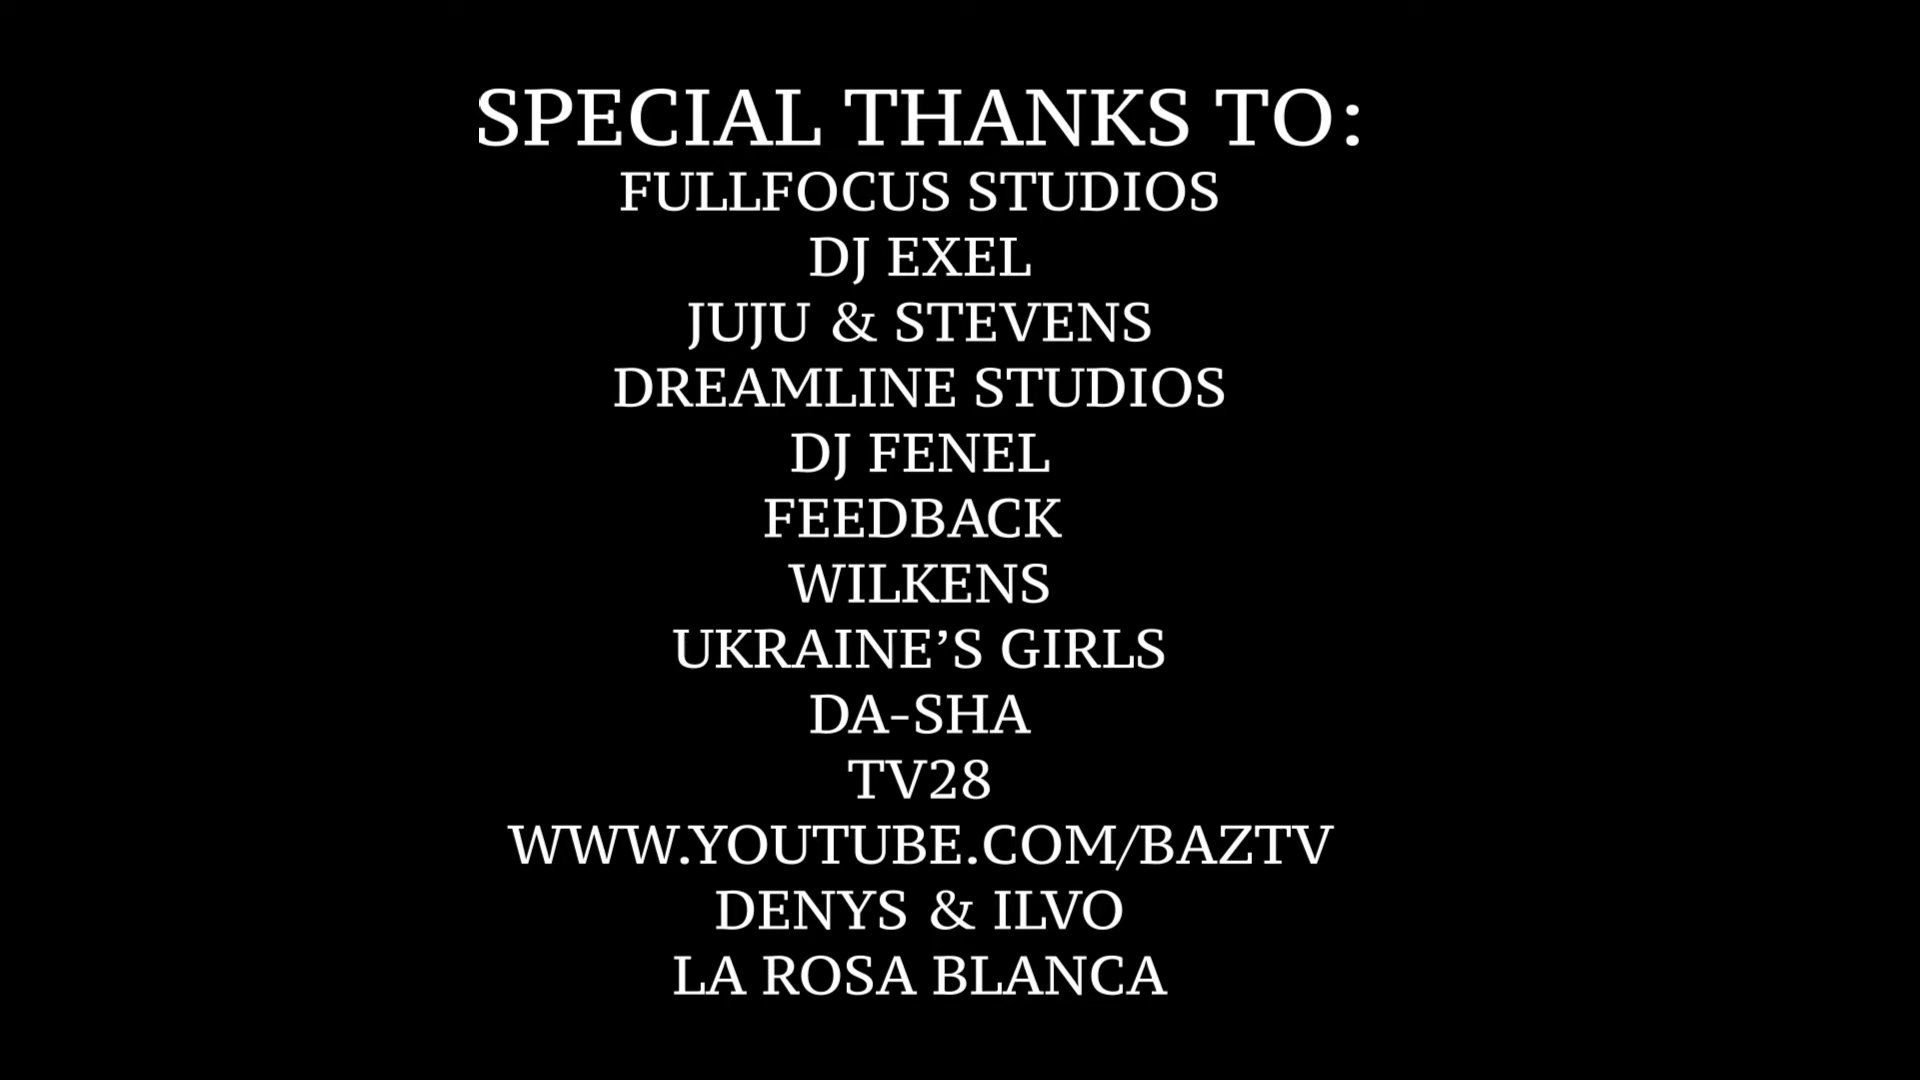 SPECIAL THANKS TO:
FULLFOCUS STUDIOS
DJ EXEL
JUJU & STEVENS
DREAMLINE STUDIOS
DJ FENEL
FEEDBACK
WILKENS
UKRAINE’S GIRLS
DA-SHA
TV28
WWW.YOUTUBE.COM/BAZTV
DENYS & ILVO
LA ROSA BLANCA